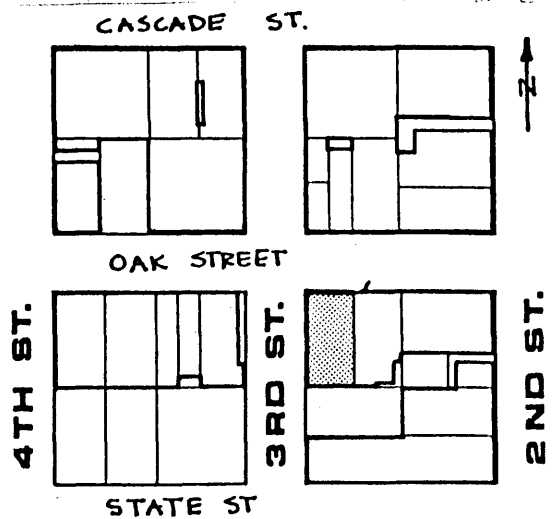 CASCADE ST.
N
OAK STREET
4TH ST.
3RD ST.
2ND ST.
STATE ST